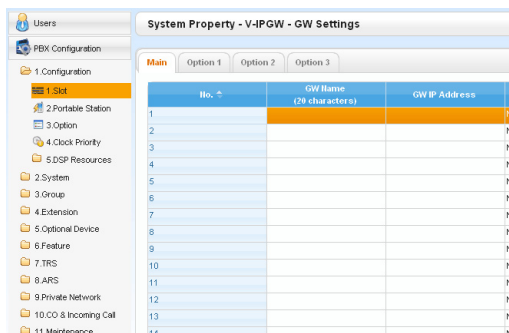 Users
PBX Configuration
1.Configuration
1.Slot
2.Portable Station
3.Option
4.Clock Priority
5.DSP Resources
2.System
3.Group
4.Extension
5.Optional Device
6.Feature
7.TRS
8.ARS
9.Private Network
10.CO & Incoming Call
11.Maintenance
System Property - V-IPGW - GW Settings
Main Option 1 Option 2 Option 3
No. GW Name GW IP Address
(20 characters)
1
2
3
4
5
6
7
8
9
10
11
12
13
14